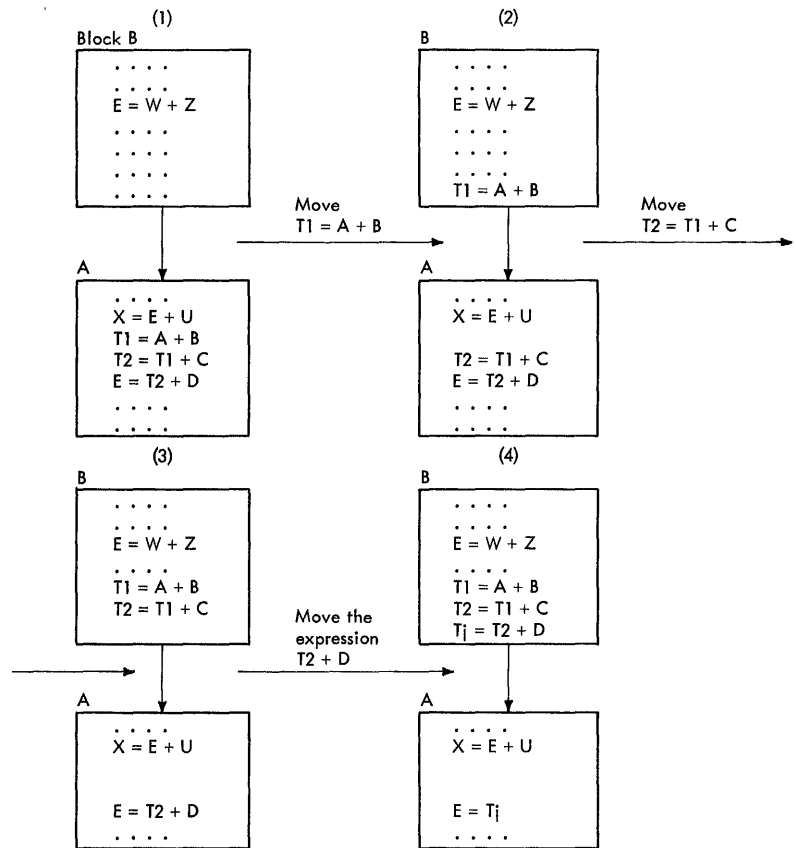 (1)
Block B
. . . .
. . . .
E = W + Z
. . . .
. . . .
. . . .
. . . .
Move
T1 = A + B
A
. . . .
X = E + U
T1 = A + B
T2 = T1 + C
E = T2 + D
. . . .
. . . .
(2)
B
. . . .
. . . .
E = W + Z
. . . .
. . . .
. . . .
T1 = A + B
Move
T2 = T1 + C
A
. . . .
X = E + U
T2 = T1 + C
E = T2 + D
. . . .
. . . .
(3)
B
. . . .
. . . .
E = W + Z
. . . .
T1 = A + B
T2 = T1 + C
Move the
expression
T2 + D
A
. . . .
X = E + U
E = T2 + D
. . . .
(4)
B
. . . .
. . . .
E = W + Z
. . . .
T1 = A + B
T2 = T1 + C
Tj = T2 + D
A
. . . .
X = E + U
E = Tj
. . . .